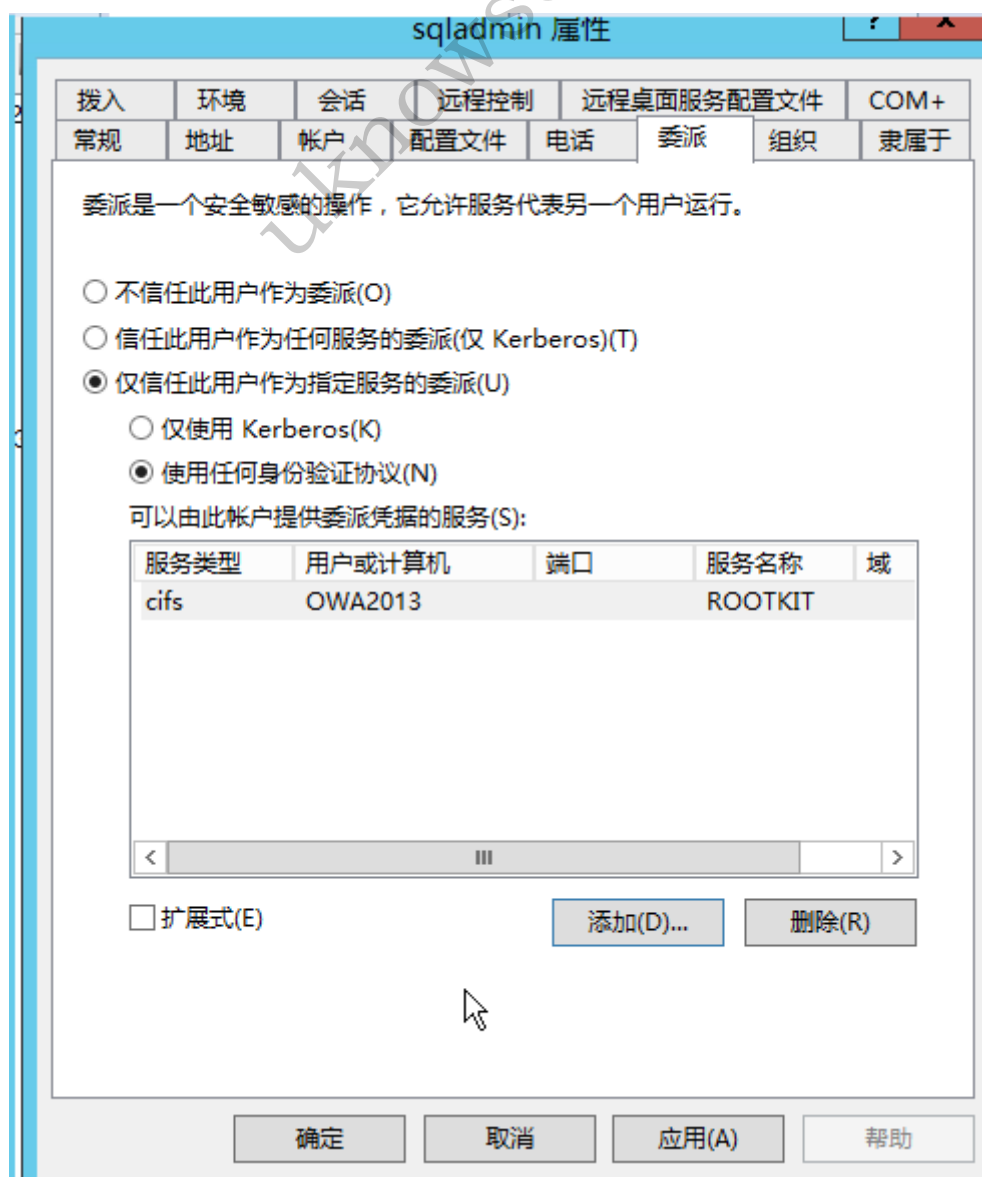 sqladmin 属性
拨入 环境 会话 远程控制 远程桌面服务配置文件 COM+
常规 地址 帐户 配置文件 电话 委派 组织 隶属于
委派是一个安全敏感的操作，它允许服务代表另一个用户运行。
不信任此用户作为委派(O)
信任此用户作为任何服务的委派(仅 Kerberos)(T)
仅信任此用户作为指定服务的委派(U)
仅使用 Kerberos(K)
使用任何身份验证协议(N)
可以由此帐户提供委派凭据的服务(S):
服务类型 用户或计算机 端口 服务名称 域
cifs OWA2013 ROOTKIT
扩展式(E)
添加(D)... 删除(R)
确定 取消 应用(A) 帮助